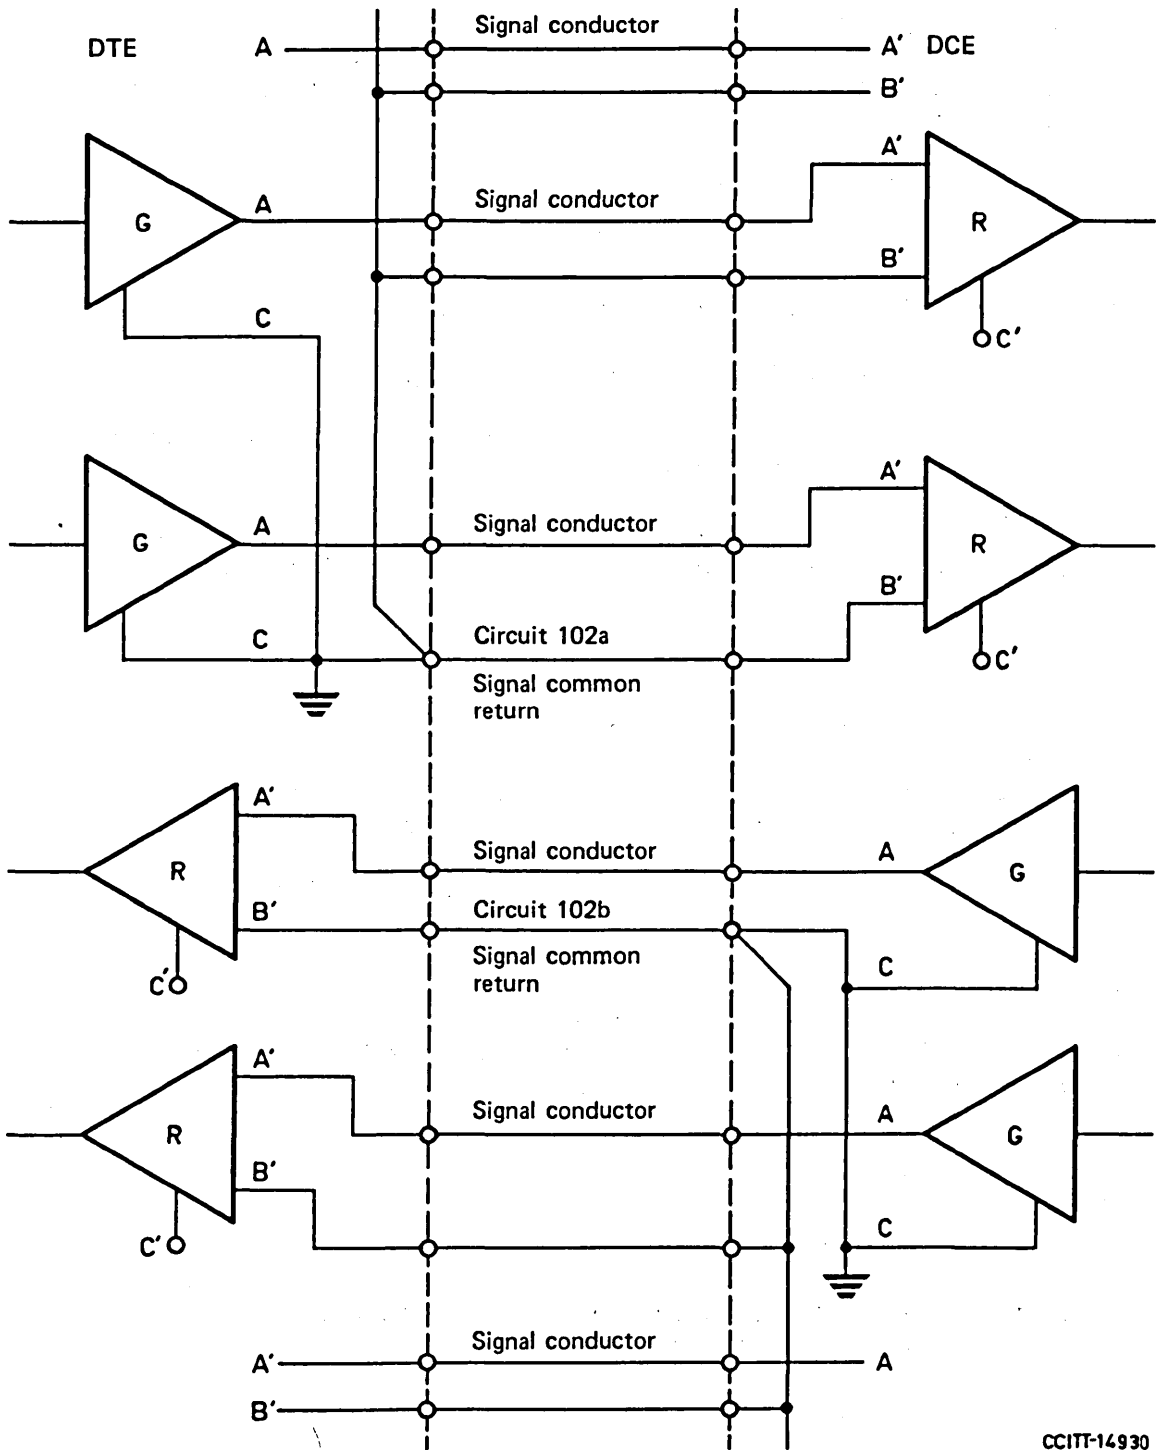 Signal conductor
DTE A A' DCE
B'
A'
G A Signal conductor R
B'
C C'
A'
G A Signal conductor R
B'
C Circuit 102a C'
Signal common
return
A'
R Signal conductor A G
B' Circuit 102b
C' Signal common C
return
A'
R Signal conductor A G
B'
C' C
Signal conductor
A' A
B'
CCITT-14930